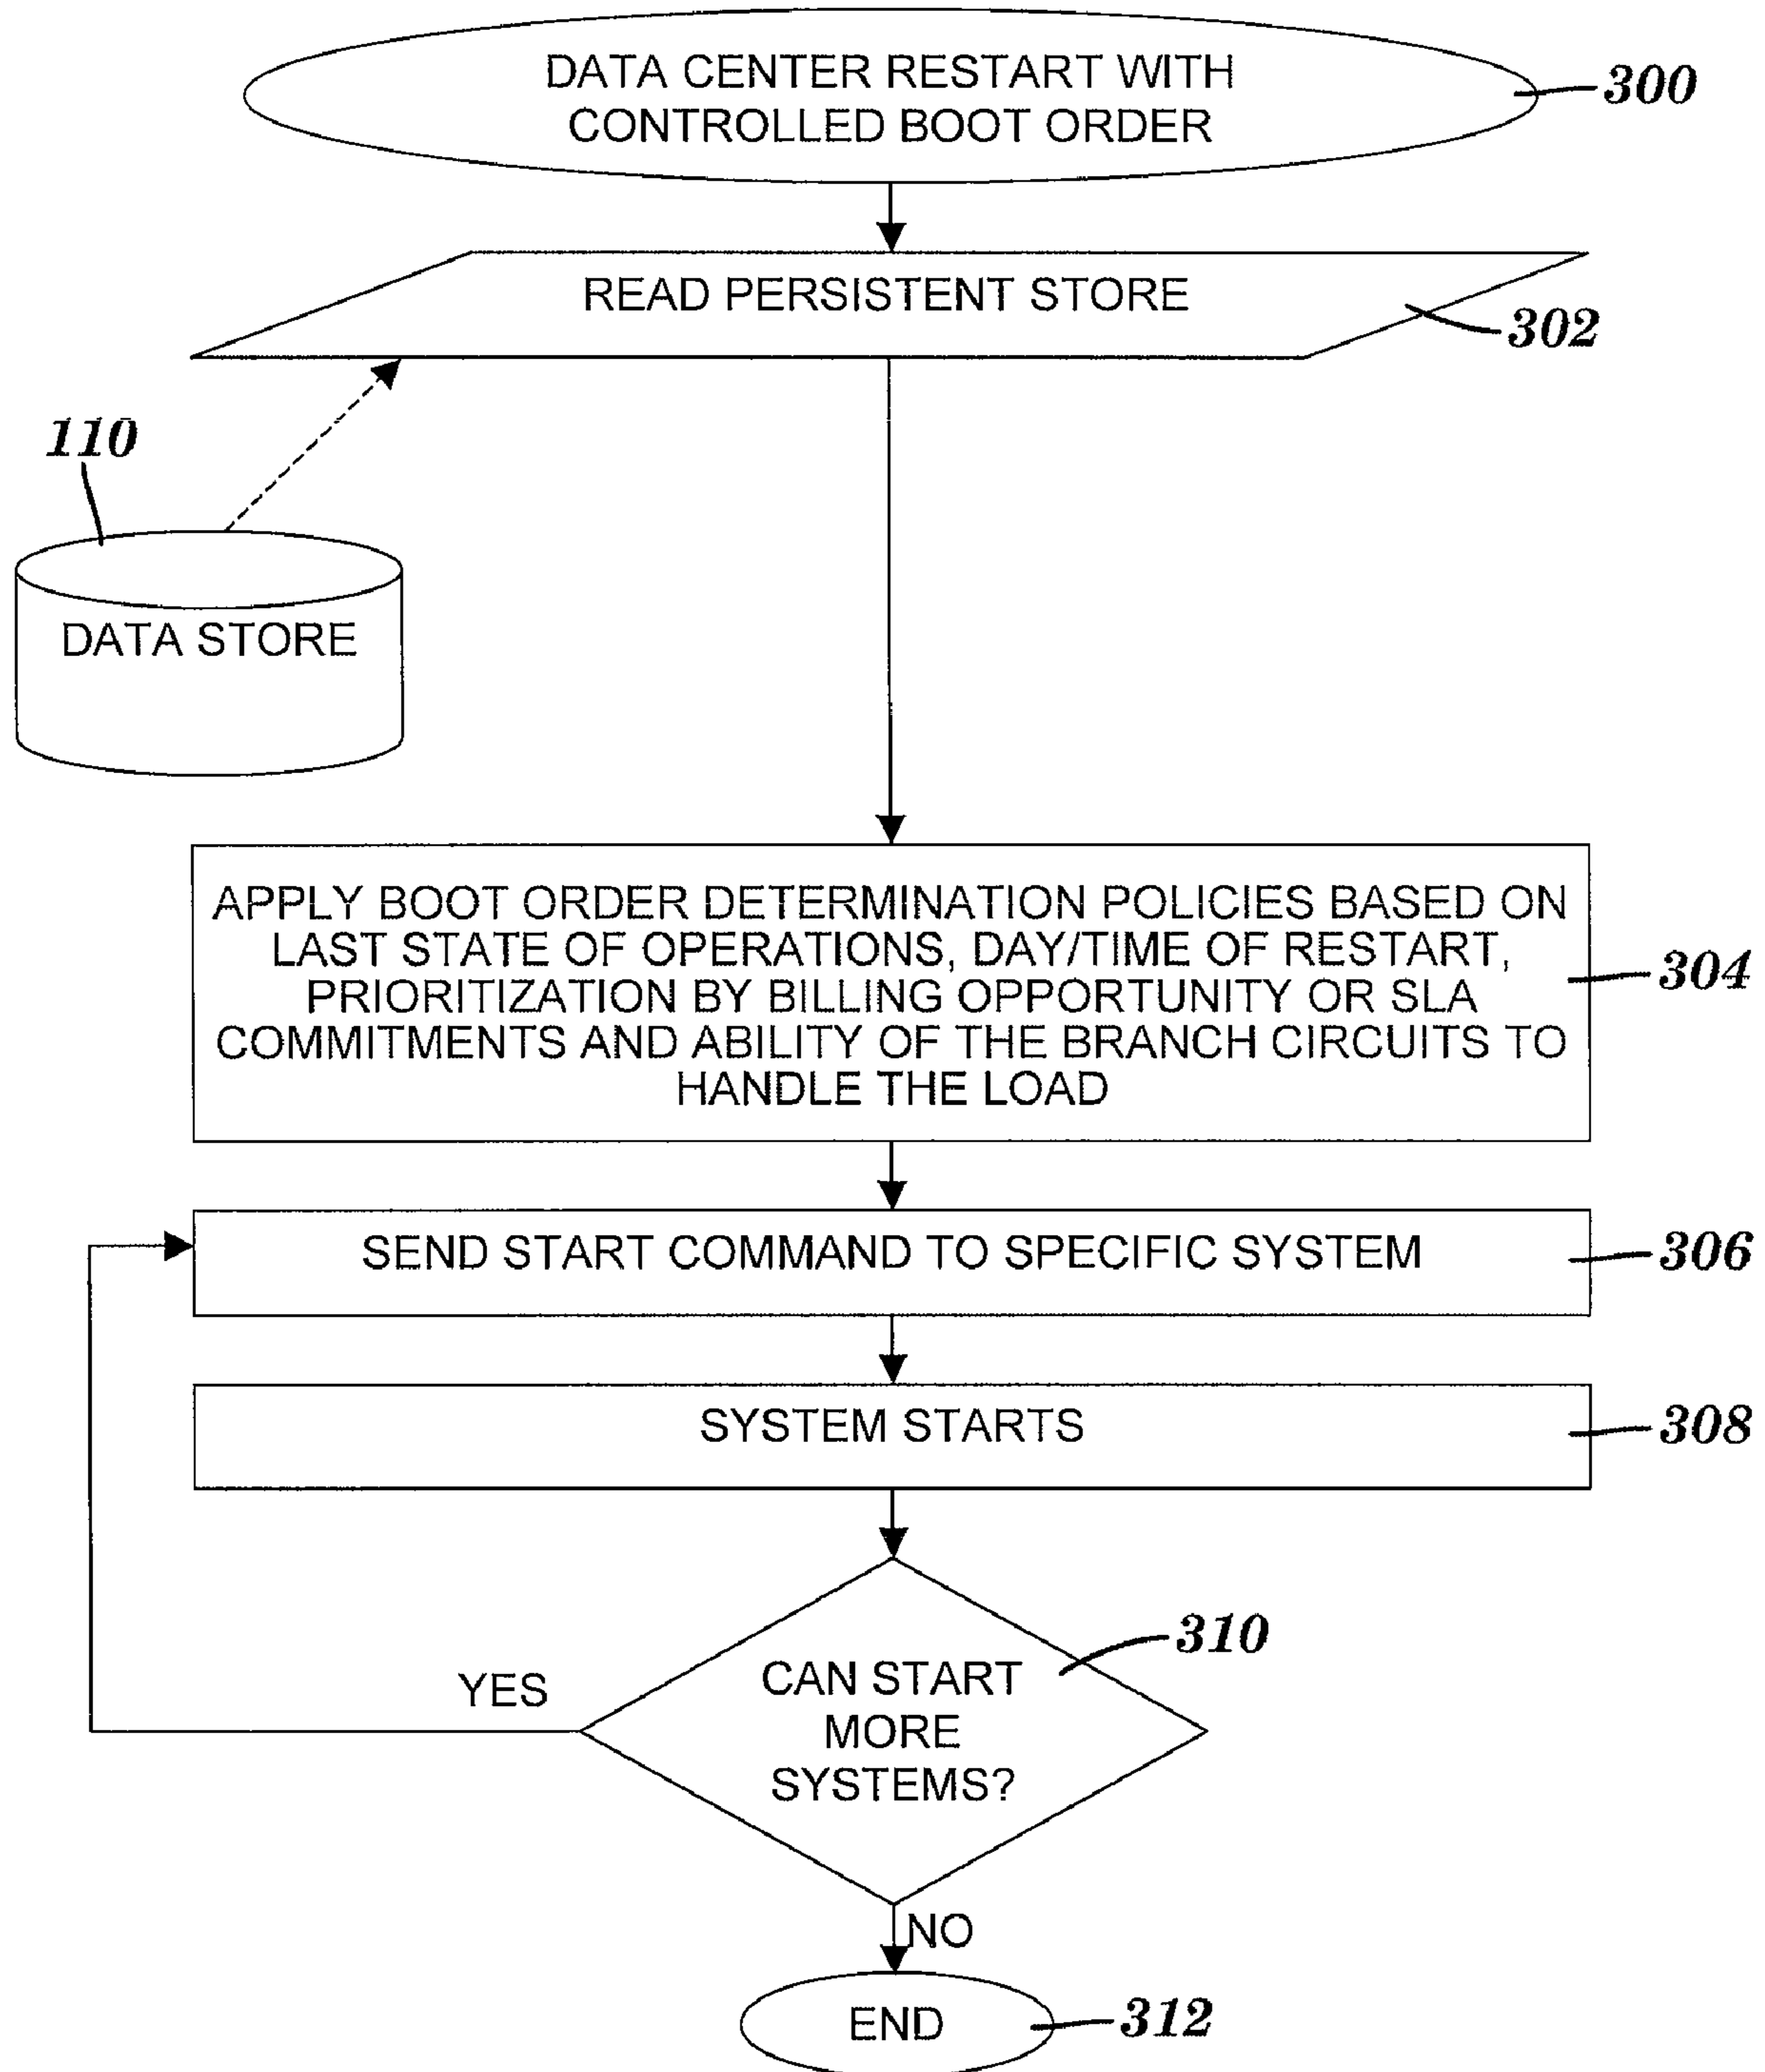 DATA CENTER RESTART WITH
CONTROLLED BOOT ORDER
300
READ PERSISTENT STORE
302
110
DATA STORE
APPLY BOOT ORDER DETERMINATION POLICIES BASED ON
LAST STATE OF OPERATIONS, DAY/TIME OF RESTART,
PRIORITIZATION BY BILLING OPPORTUNITY OR SLA
COMMITMENTS AND ABILITY OF THE BRANCH CIRCUITS TO
HANDLE THE LOAD
304
SEND START COMMAND TO SPECIFIC SYSTEM
306
SYSTEM STARTS
308
310
YES
CAN START
MORE
SYSTEMS?
NO
END
312